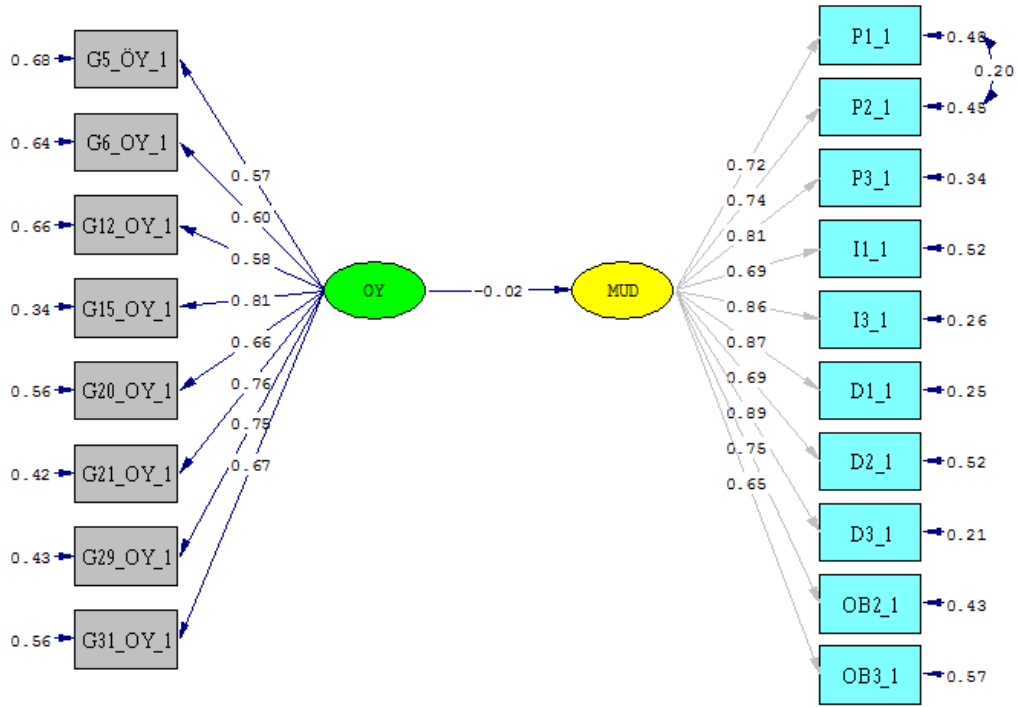 0.68
G5_ÖY_1
0.64
G6_OY_1
0.66
G12_OY_1
0.34
G15_OY_1
0.56
G20_OY_1
0.42
G21_OY_1
0.43
G29_OY_1
0.56
G31_OY_1
0.57
0.60
0.58
0.81
0.66
0.76
0.75
0.67
OY
-0.02
MUD
0.72
0.74
0.81
0.69
0.86
0.87
0.69
0.89
0.75
0.65
P1_1
0.48
0.20
P2_1
0.45
P3_1
0.34
I1_1
0.52
I3_1
0.26
D1_1
0.25
D2_1
0.52
D3_1
0.21
OB2_1
0.43
OB3_1
0.57